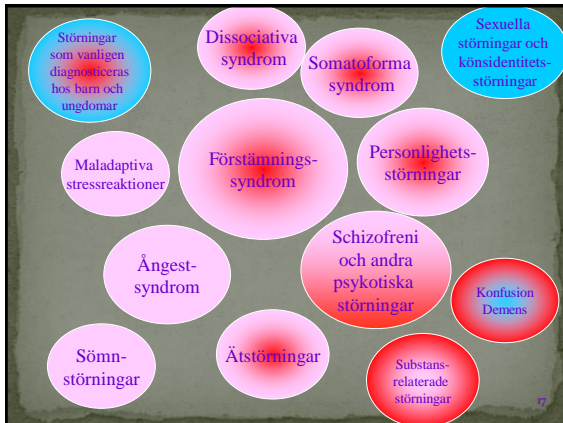 Störningar
som vanligen
diagnosticeras
hos barn och
ungdomar
Dissociativa
syndrom
Somatoforma
syndrom
Sexuella
störningar och
könsidentitets-
störningar
Maladaptiva
stressreaktioner
Förstämnings-
syndrom
Personlighets-
störningar
Ångest-
syndrom
Schizofreni
och andra
psykotiska
störningar
Konfusion
Demens
Sömn-
störningar
Ätstörningar
Substans-
relaterade
störningar
17